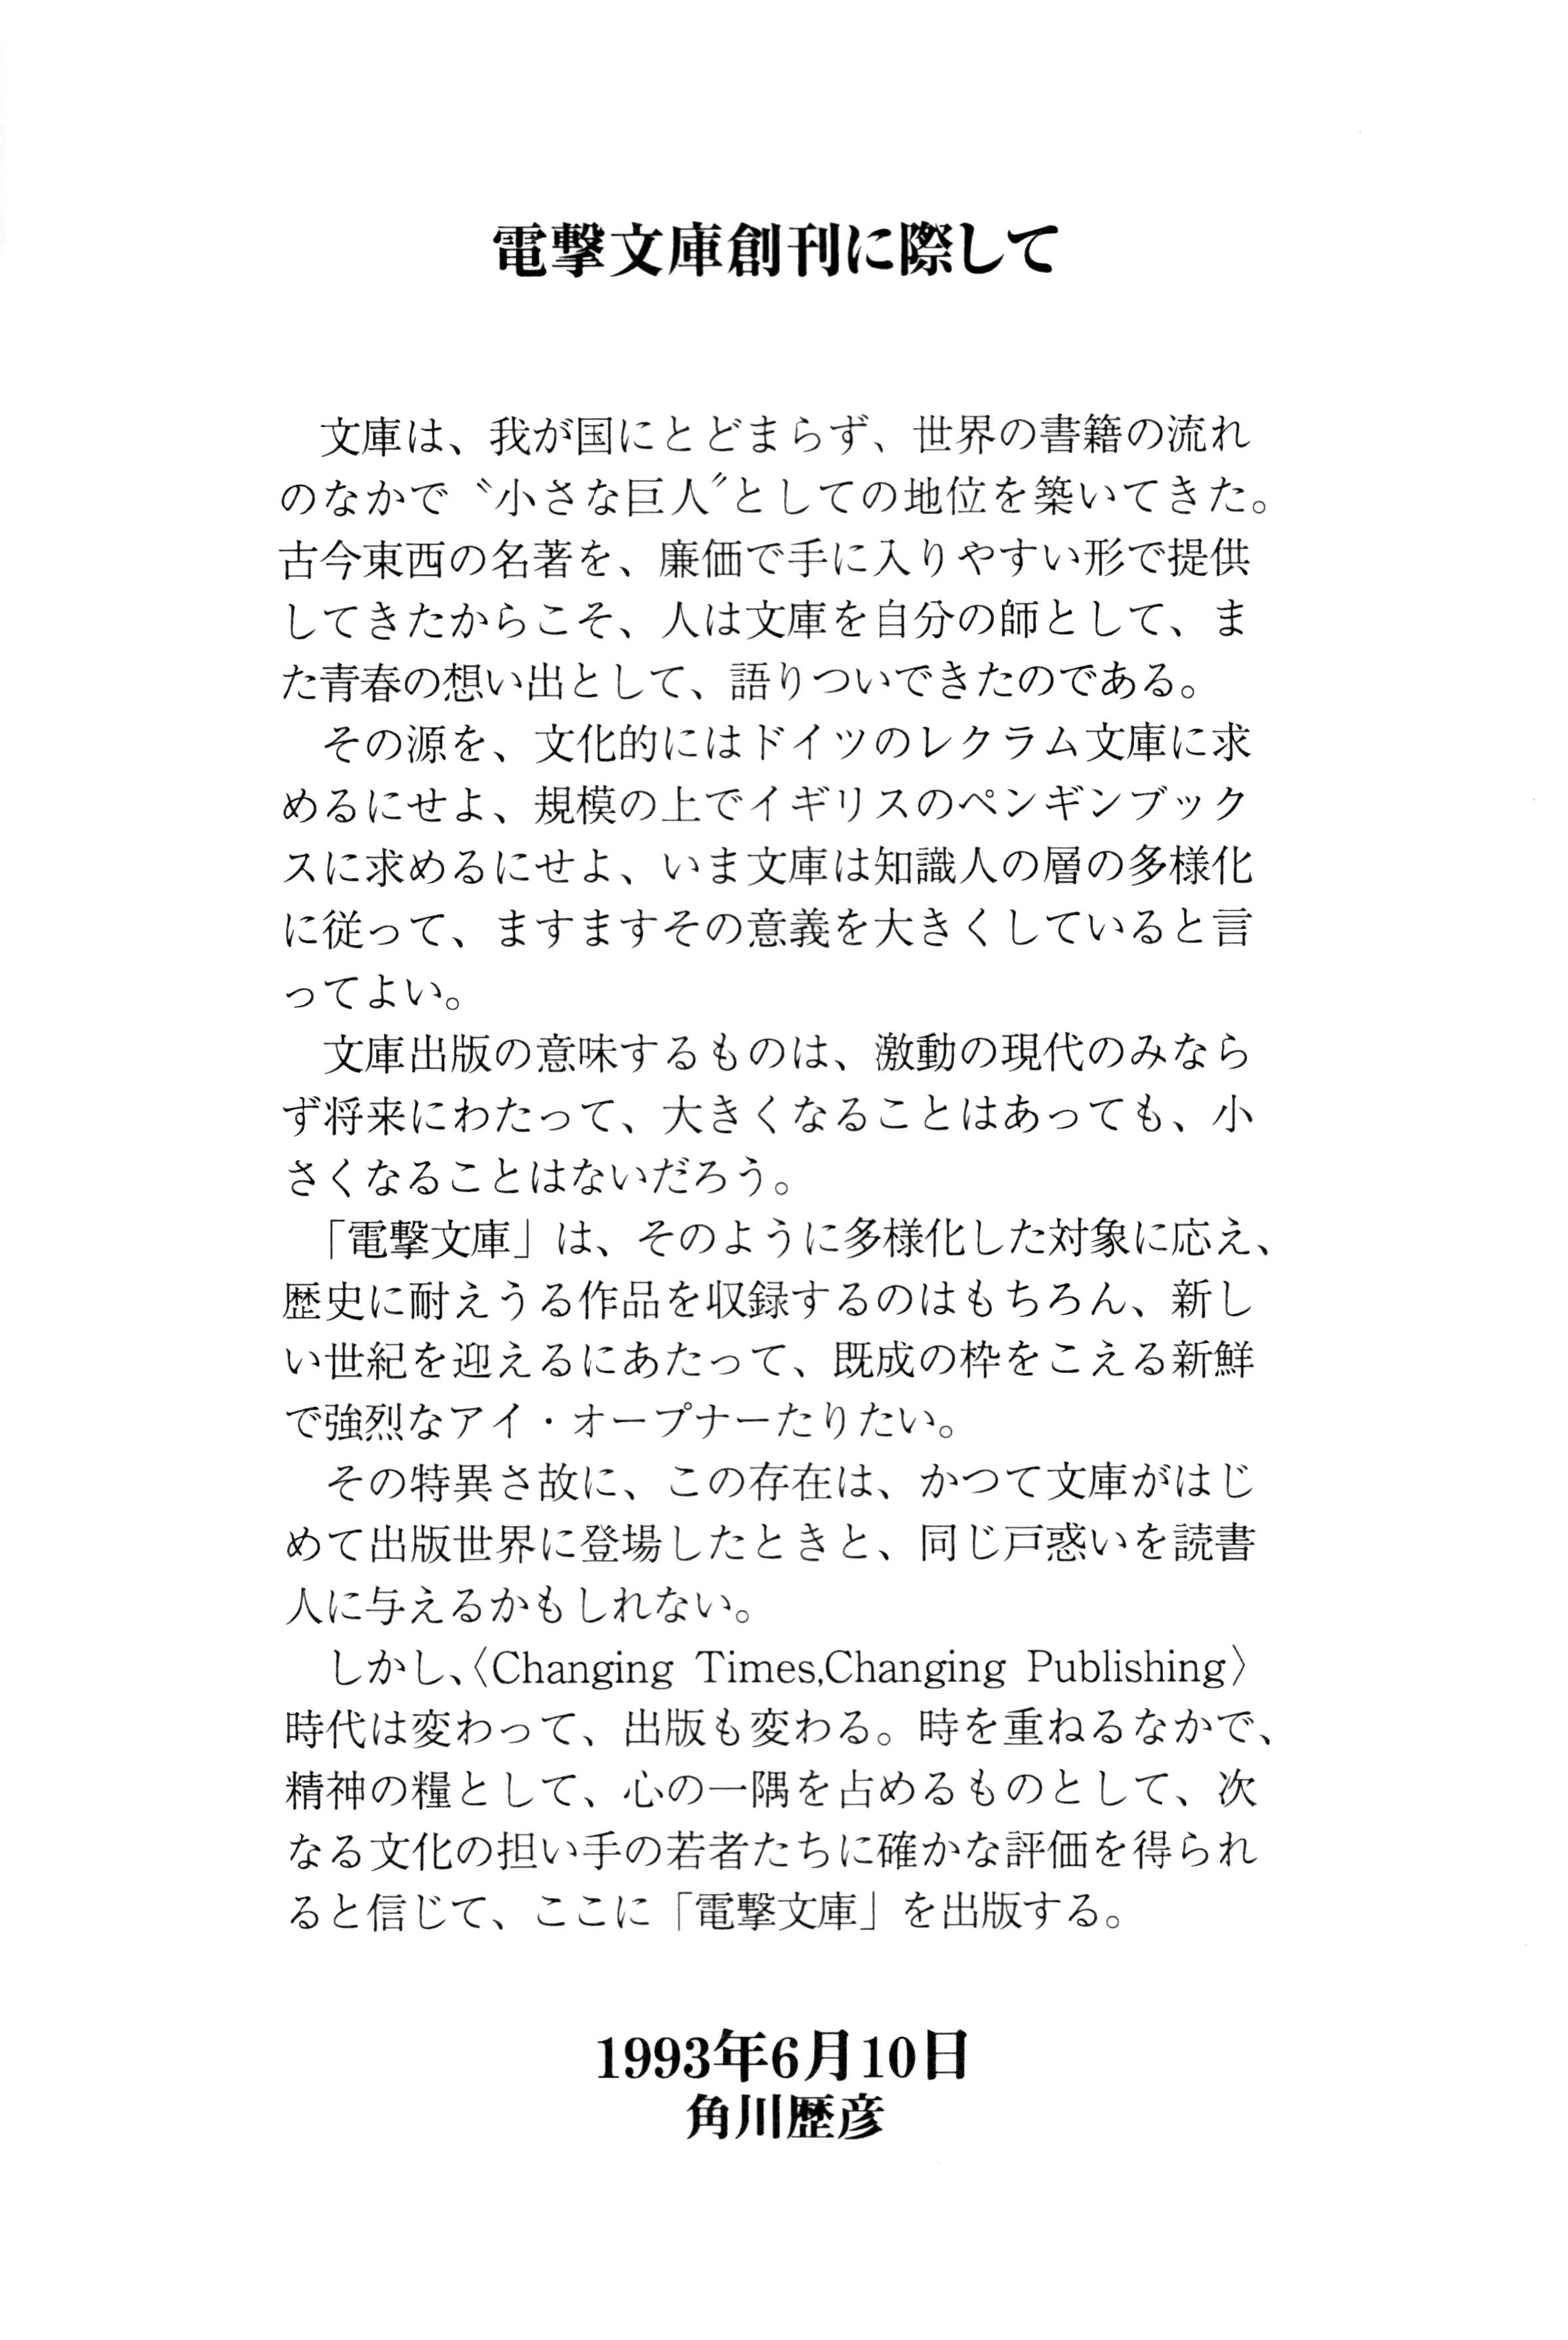 電撃文庫創刊に際して
　文庫は、我が国にとどまらず、世界の書籍の流れ
のなかで〝小さな巨人〟としての地位を築いてきた。
古今東西の名著を、廉価で手に入りやすい形で提供
してきたからこそ、人は文庫を自分の師として、ま
た青春の想い出として、語りついできたのである。
　その源を、文化的にはドイツのレクラム文庫に求
めるにせよ、規模の上でイギリスのペンギンブック
スに求めるにせよ、いま文庫は知識人の層の多様化
に従って、ますますその意義を大きくしていると言
ってよい。
　文庫出版の意味するものは、激動の現代のみなら
ず将来にわたって、大きくなることはあっても、小
さくなることはないだろう。
　「電撃文庫」は、そのように多様化した対象に応え、
歴史に耐えうる作品を収録するのはもちろん、新し
い世紀を迎えるにあたって、既成の枠をこえる新鮮
で強烈なアイ・オープナーたりたい。
　その特異さ故に、この存在は、かつて文庫がはじ
めて出版世界に登場したときと、同じ戸惑いを読書
人に与えるかもしれない。
　しかし、〈Changing Times,Changing Publishing〉
時代は変わって、出版も変わる。時を重ねるなかで、
精神の糧として、心の一隅を占めるものとして、次
なる文化の担い手の若者たちに確かな評価を得られ
ると信じて、ここに「電撃文庫」を出版する。
1993年6月10日
角川歴彦